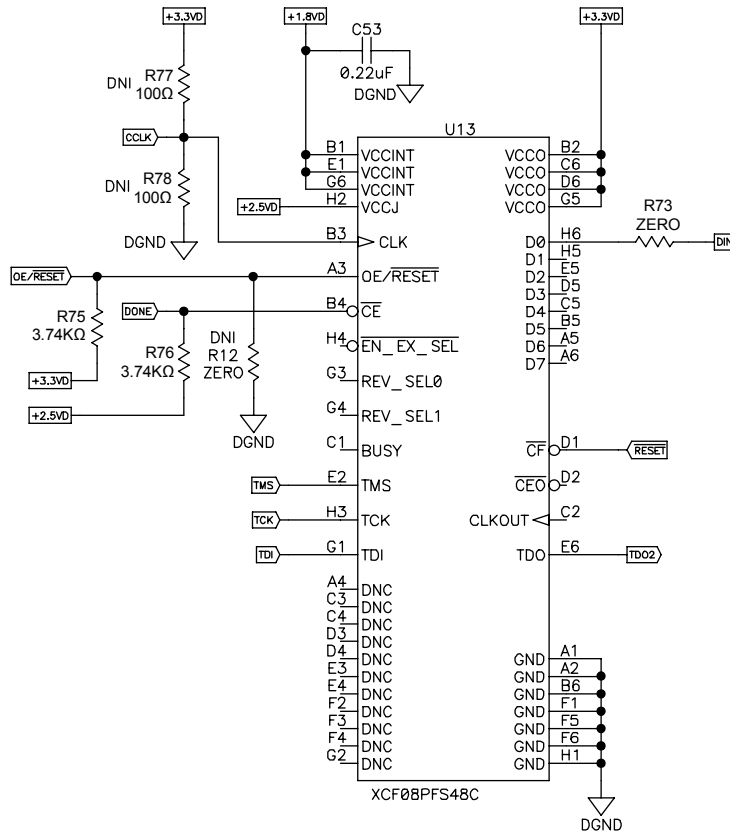 +3.3VD
+1.8VD
+3.3VD
C53
0.22uF
DGND
DNI
R77
100Ω
CCLK
DNI
R78
100Ω
DGND
U13
B1 VCCINT
E1 VCCINT
G6 VCCINT
+2.5VD H2 VCCJ
B3 CLK
OE/RESET A3 OE/RESET
DONE B4 CE
H4 EN_EX_SEL
G3 REV_SEL0
G4 REV_SEL1
C1 BUSY
TMS E2 TMS
TCK H3 TCK
TDI G1 TDI
A4 DNC
C3 DNC
C4 DNC
D3 DNC
D4 DNC
E3 DNC
E4 DNC
F2 DNC
F3 DNC
F4 DNC
G2 DNC
R75
3.74KΩ
R76
3.74KΩ
DNI
R12
ZERO
+3.3VD
+2.5VD
DGND
VCCO B2
VCCO C6
VCCO D6
VCCO G5
R73
ZERO
D0 H6 DIN
D1 H5
D2 E5
D3 D5
D4 C5
D5 B5
D6 A5
D7 A6
CF D1 RESET
CEO D2
CLKOUT C2
TDO E6 TDO2
GND A1
GND A2
GND B6
GND F1
GND F5
GND F6
GND H1
XCF08PFS48C
DGND